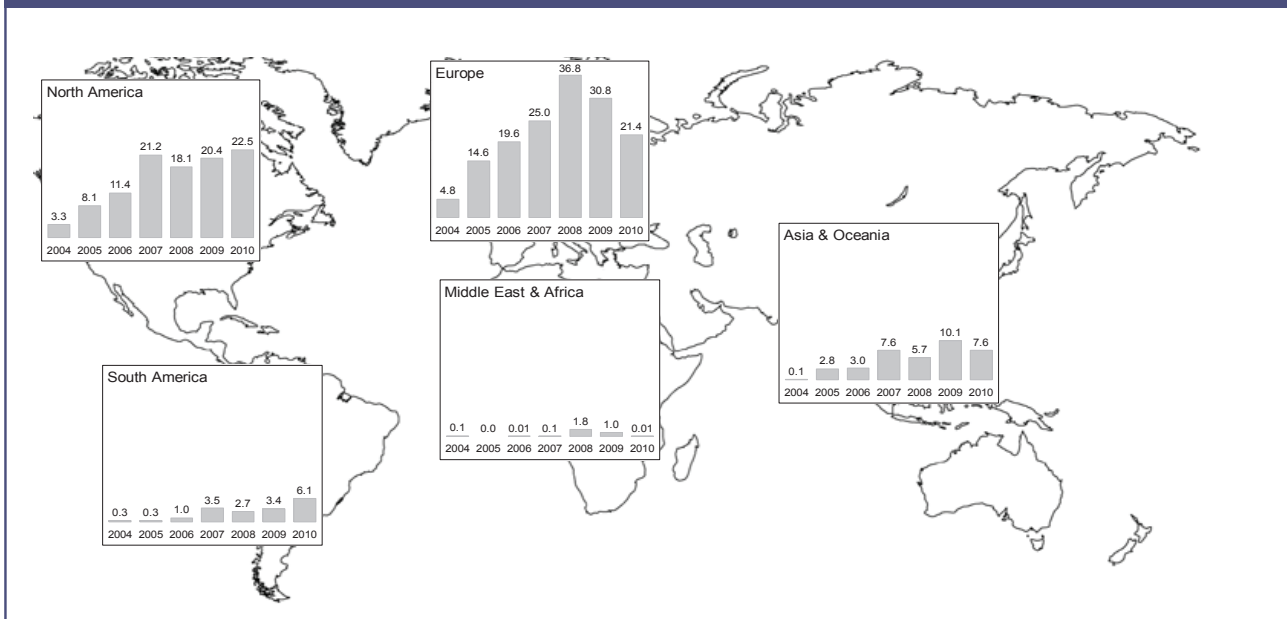 North America
3.3 8.1 11.4 21.2 18.1 20.4 22.5
2004 2005 2006 2007 2008 2009 2010
Europe
4.8 14.6 19.6 25.0 36.8 30.8 21.4
2004 2005 2006 2007 2008 2009 2010
Asia & Oceania
0.1 2.8 3.0 7.6 5.7 10.1 7.6
2004 2005 2006 2007 2008 2009 2010
Middle East & Africa
0.1 0.0 0.01 0.1 1.8 1.0 0.01
2004 2005 2006 2007 2008 2009 2010
South America
0.3 0.3 1.0 3.5 2.7 3.4 6.1
2004 2005 2006 2007 2008 2009 2010